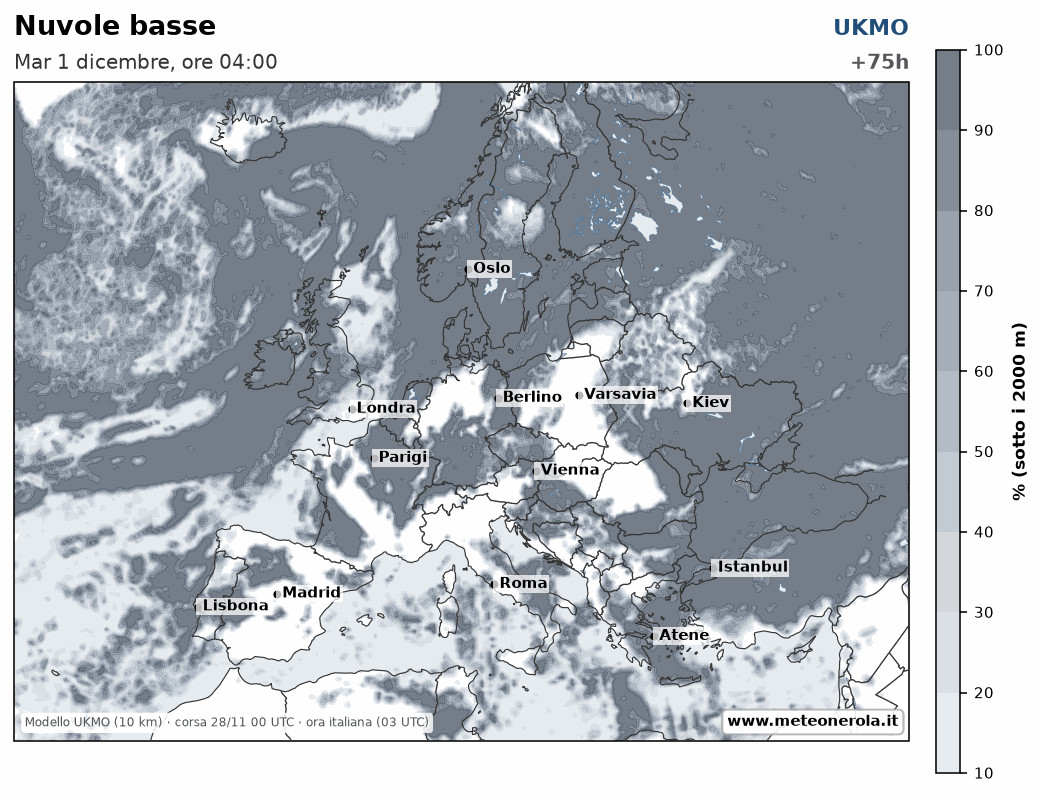 Nuvole basse
UKMO
Mar 1 dicembre, ore 04:00
+75h
100
90
80
70
60
50
40
30
20
10
% (sotto i 2000 m)
Oslo
Londra
Berlino
Varsavia
Kiev
Parigi
Vienna
Istanbul
Roma
Madrid
Lisbona
Atene
Modello UKMO (10 km) · corsa 28/11 00 UTC · ora italiana (03 UTC)
www.meteonerola.it